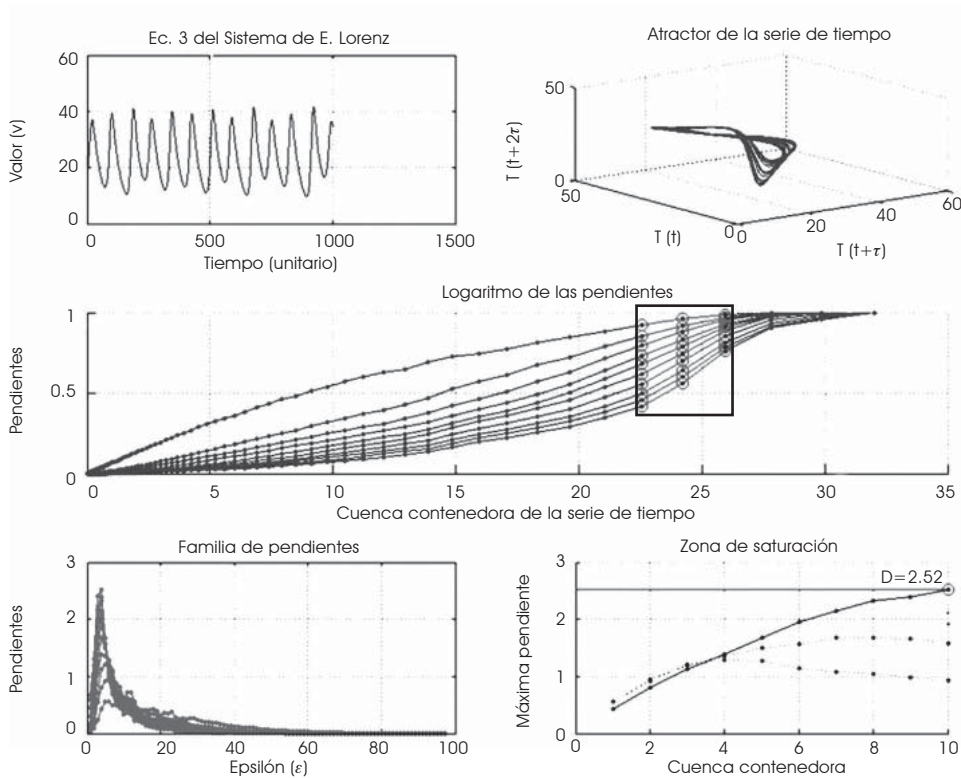 Ec. 3 del Sistema de E. Lorenz
60
40
20
0
Valor (v)
0 500 1000 1500
Tiempo (unitario)
Atractor de la serie de tiempo
50
0
T (t+2τ)
50
T (t)
0
0 20 40 60
T (t+τ)
Logaritmo de las pendientes
1
0.5
0
Pendientes
0 5 10 15 20 25 30 35
Cuenca contenedora de la serie de tiempo
Familia de pendientes
3
2
1
0
Pendientes
0 20 40 60 80 100
Epsilón (ε)
Zona de saturación
D=2.52
3
2
1
0
Máxima pendiente
0 2 4 6 8 10
Cuenca contenedora